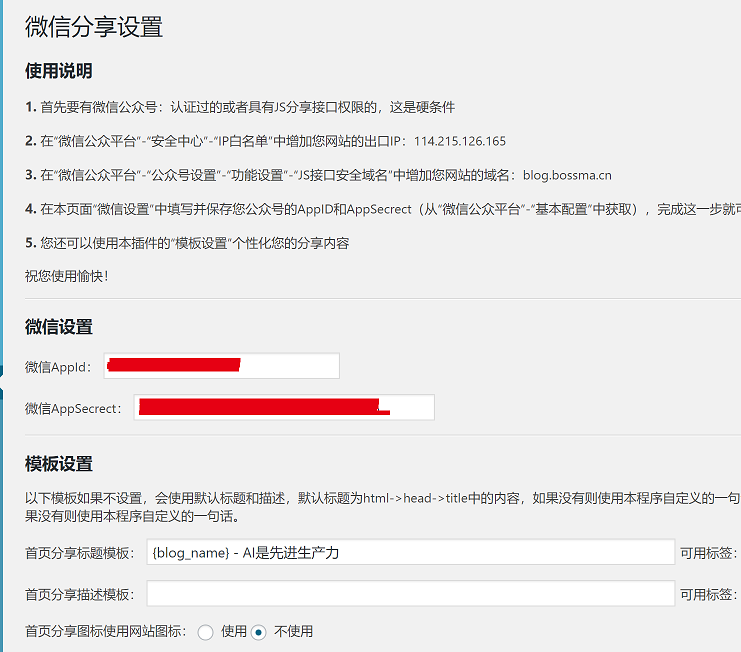 微信分享设置
使用说明
1. 首先要有微信公众号：认证过的或者具有JS分享接口权限的，这是硬条件
2. 在"微信公众平台"-"安全中心"-"IP白名单"中增加您网站的出口IP：114.215.126.165
3. 在"微信公众平台"-"公众号设置"-"功能设置"-"JS接口安全域名"中增加您网站的域名：blog.bossma.cn
4. 在本页面"微信设置"中填写并保存您公众号的AppID和AppSecrect（从"微信公众平台"-"基本配置"中获取），完成这一步就可
5. 您还可以使用本插件的"模板设置"个性化您的分享内容
祝您使用愉快！
微信设置
微信AppId：
微信AppSecrect：
模板设置
以下模板如果不设置，会使用默认标题和描述，默认标题为html->head->title中的内容，如果没有则使用本程序自定义的一句
果没有则使用本程序自定义的一句话。
首页分享标题模板： {blog_name} - AI是先进生产力 可用标签：
首页分享描述模板： 可用标签：
首页分享图标使用网站图标： 使用 不使用